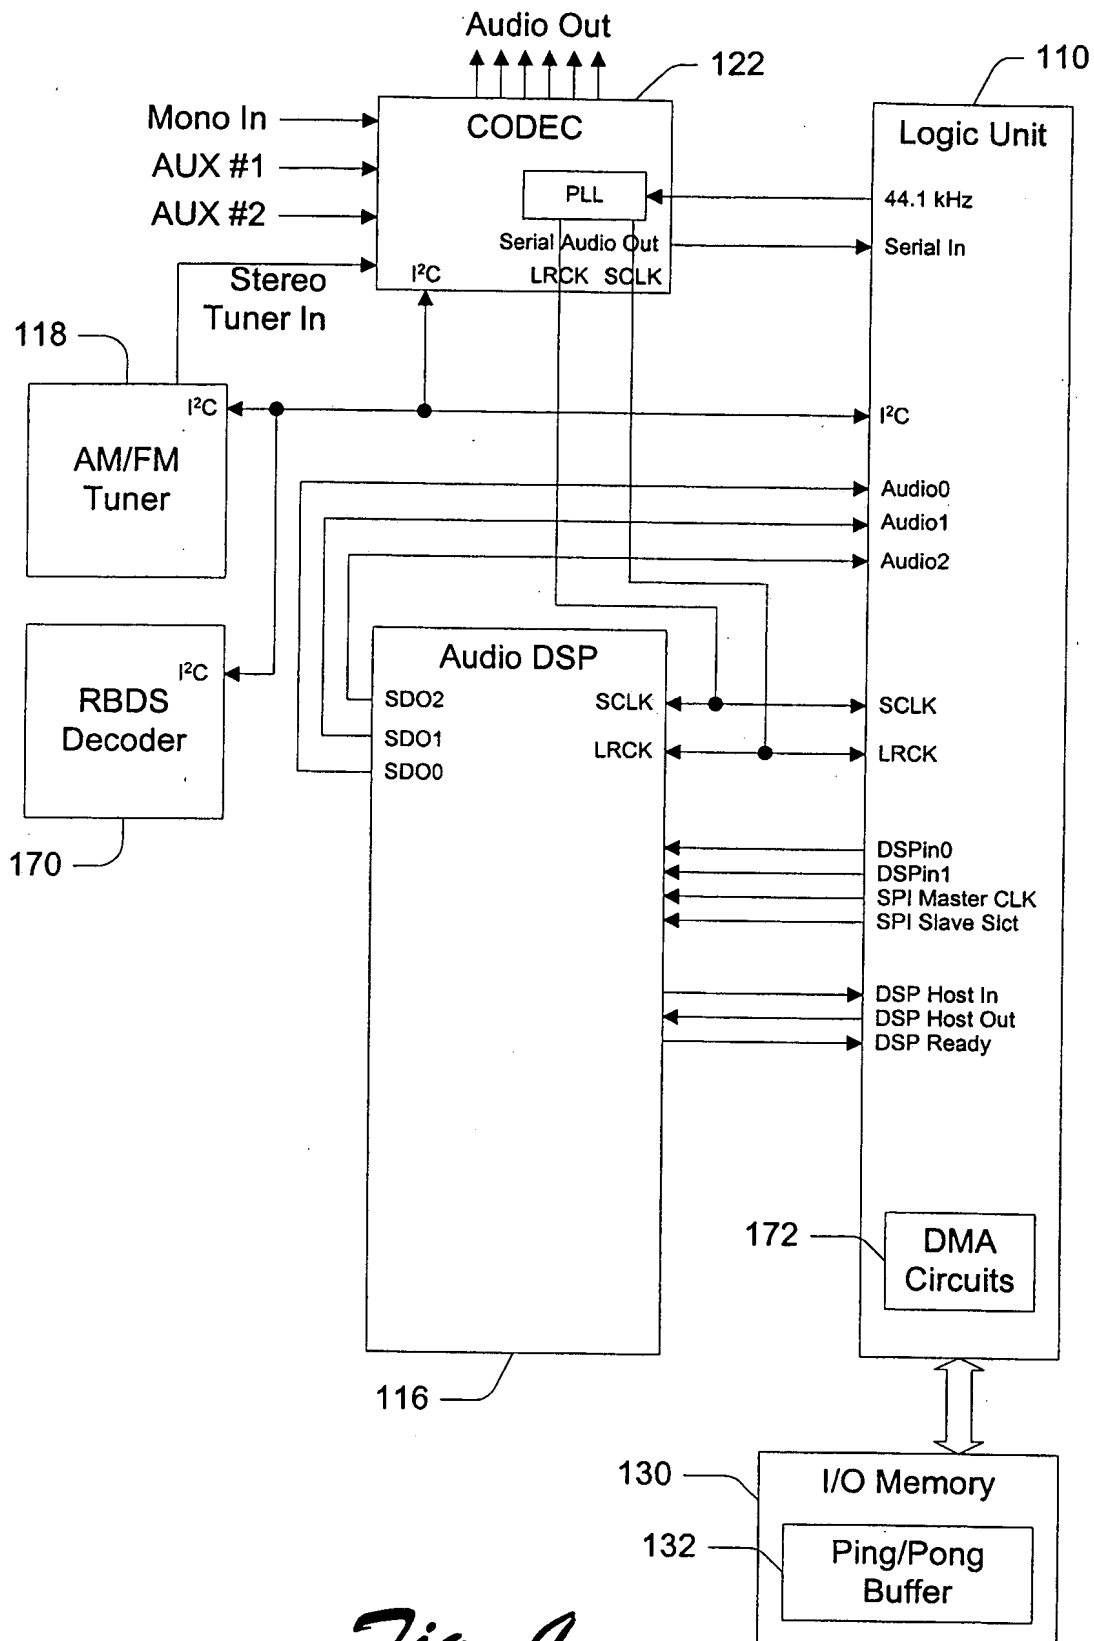 Audio Out
122
110
Mono In
AUX #1
AUX #2
CODEC
PLL
Serial Audio Out
I²C
LRCK
SCLK
Logic Unit
44.1 kHz
Serial In
Stereo
Tuner In
118
I²C
AM/FM
Tuner
I²C
Audio0
Audio1
Audio2
Audio DSP
I²C
RBDS
Decoder
SDO2
SDO1
SDO0
SCLK
LRCK
SCLK
LRCK
170
DSPin0
DSPin1
SPI Master CLK
SPI Slave Slct
DSP Host In
DSP Host Out
DSP Ready
172
DMA
Circuits
116
130
I/O Memory
132
Ping/Pong
Buffer